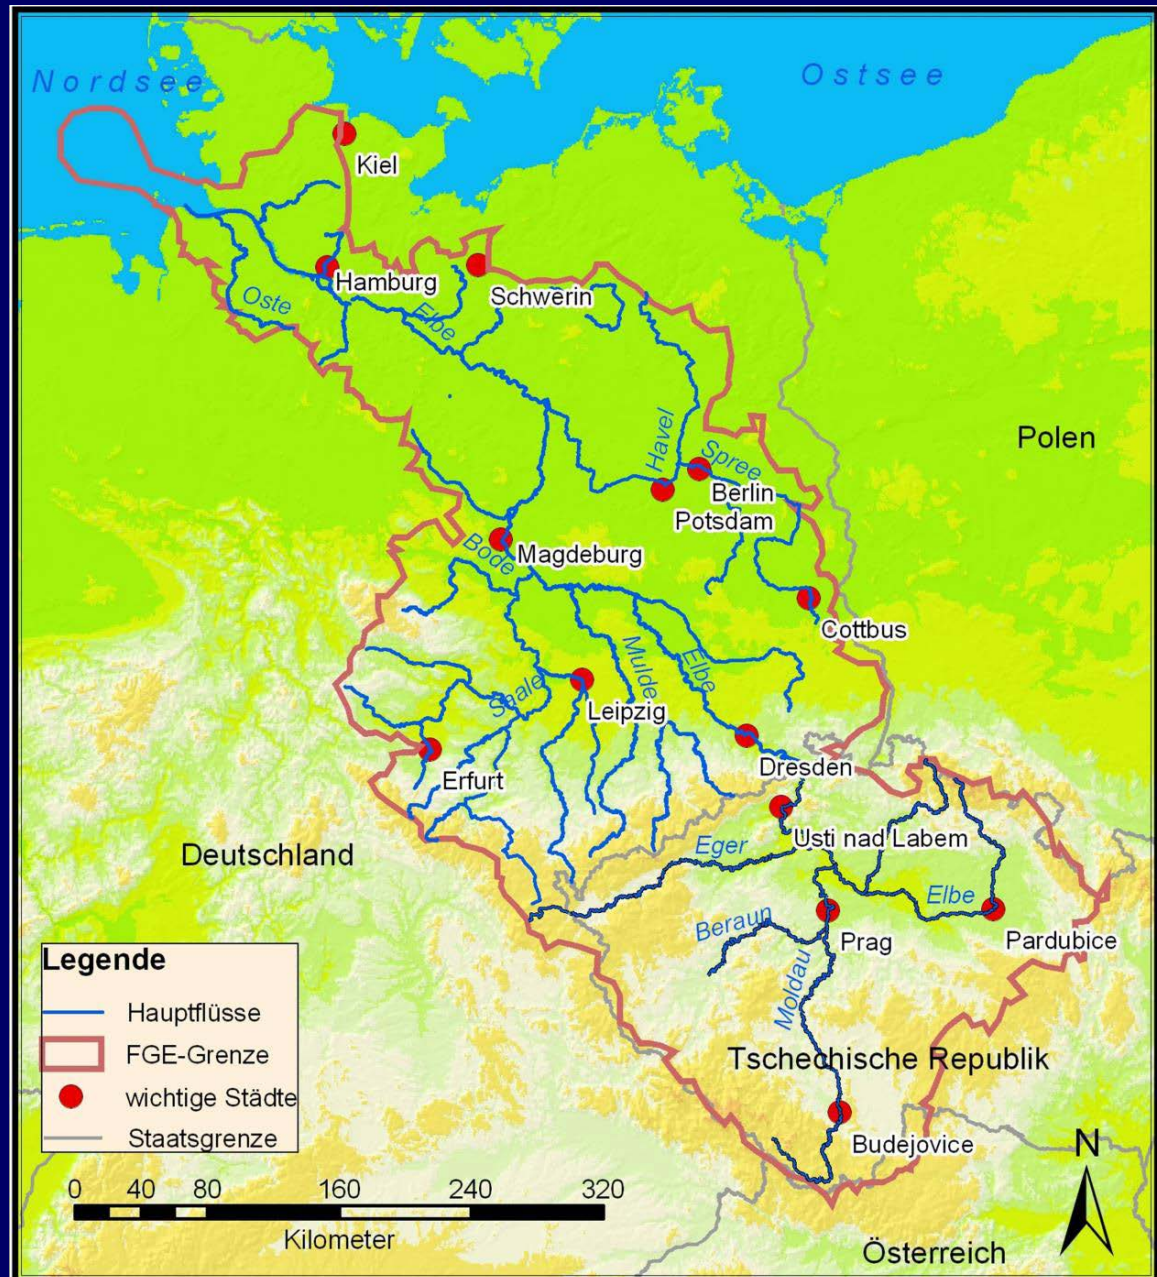 Nordsee
Ostsee
Kiel
Hamburg
Schwerin
Oste
Elbe
Polen
Havel
Spree
Berlin
Potsdam
Bode
Magdeburg
Cottbus
Mulde
Elbe
Saale
Leipzig
Dresden
Erfurt
Usti nad Labem
Eger
Deutschland
Elbe
Beraun
Prag
Pardubice
Moldau
Tschechische Republik
Budejovice
Österreich
Legende
Hauptflüsse
FGE-Grenze
wichtige Städte
Staatsgrenze
0 40 80 160 240 320
Kilometer
N